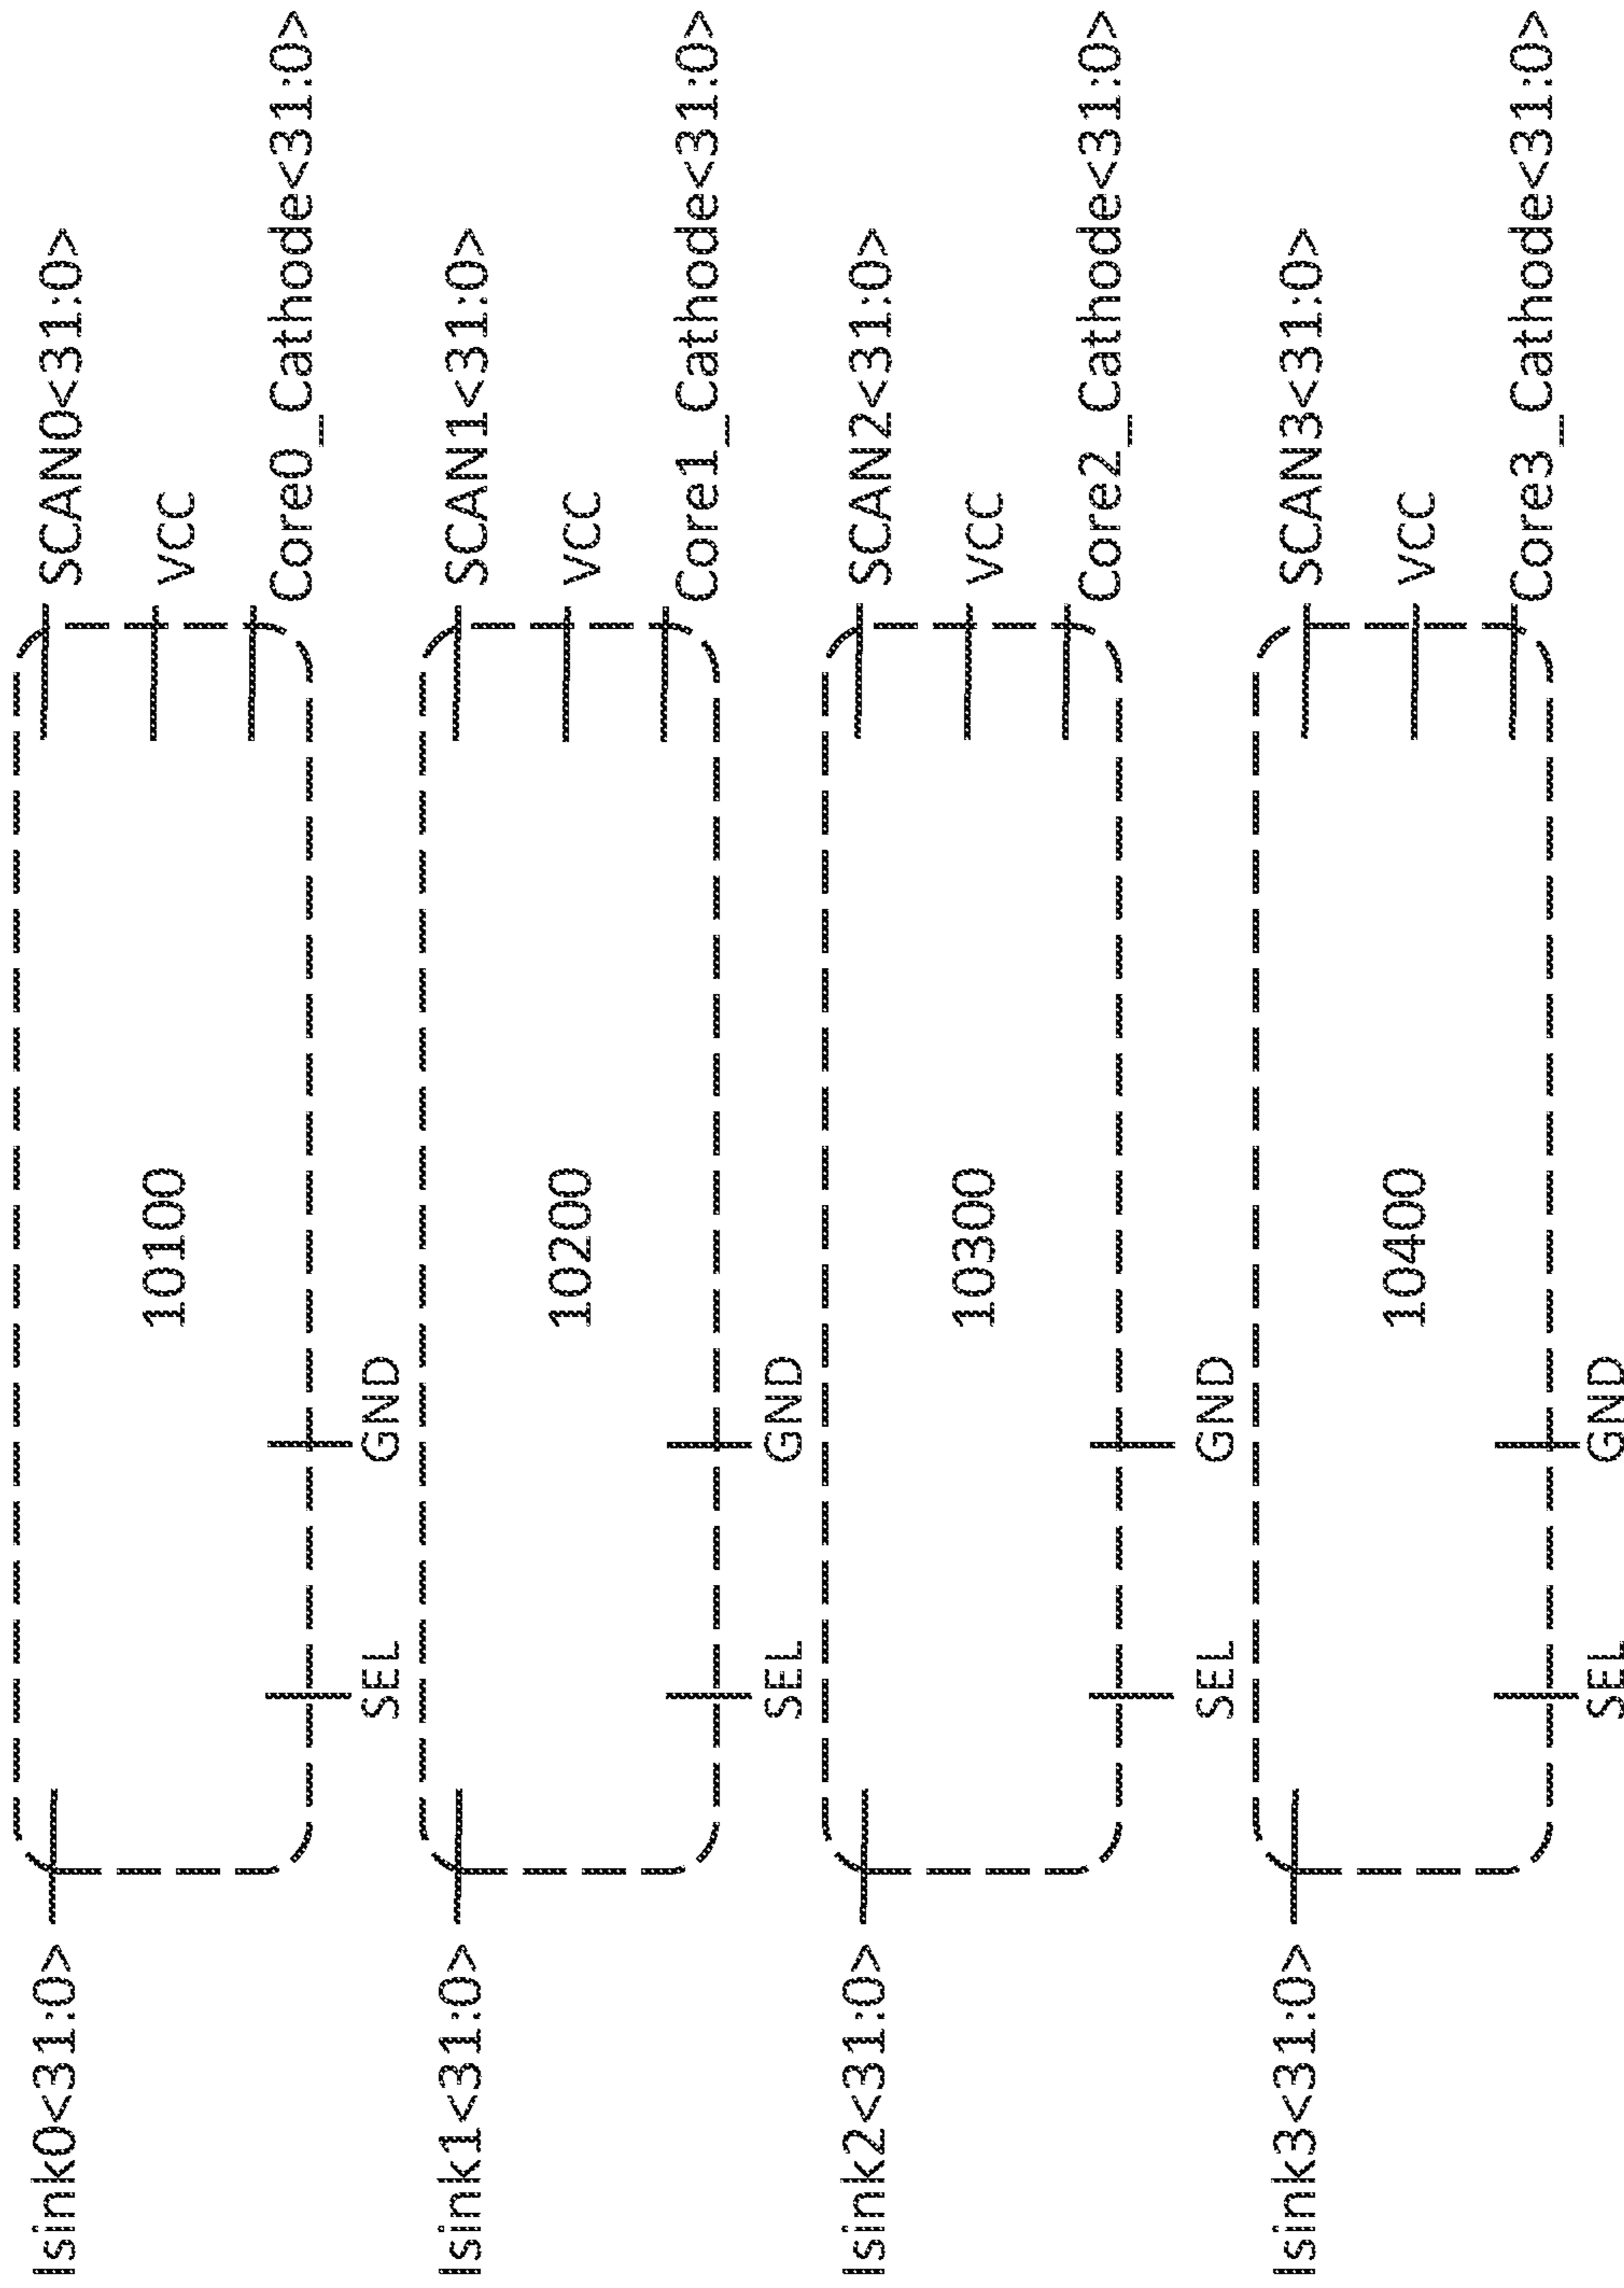 Isink0<31:0>
10100
SCAN0<31:0>
VCC
Core0_Cathode<31:0>
SEL
GND
Isink1<31:0>
10200
SCAN1<31:0>
VCC
Core1_Cathode<31:0>
SEL
GND
Isink2<31:0>
10300
SCAN2<31:0>
VCC
Core2_Cathode<31:0>
SEL
GND
Isink3<31:0>
10400
SCAN3<31:0>
VCC
Core3_Cathode<31:0>
SEL
GND